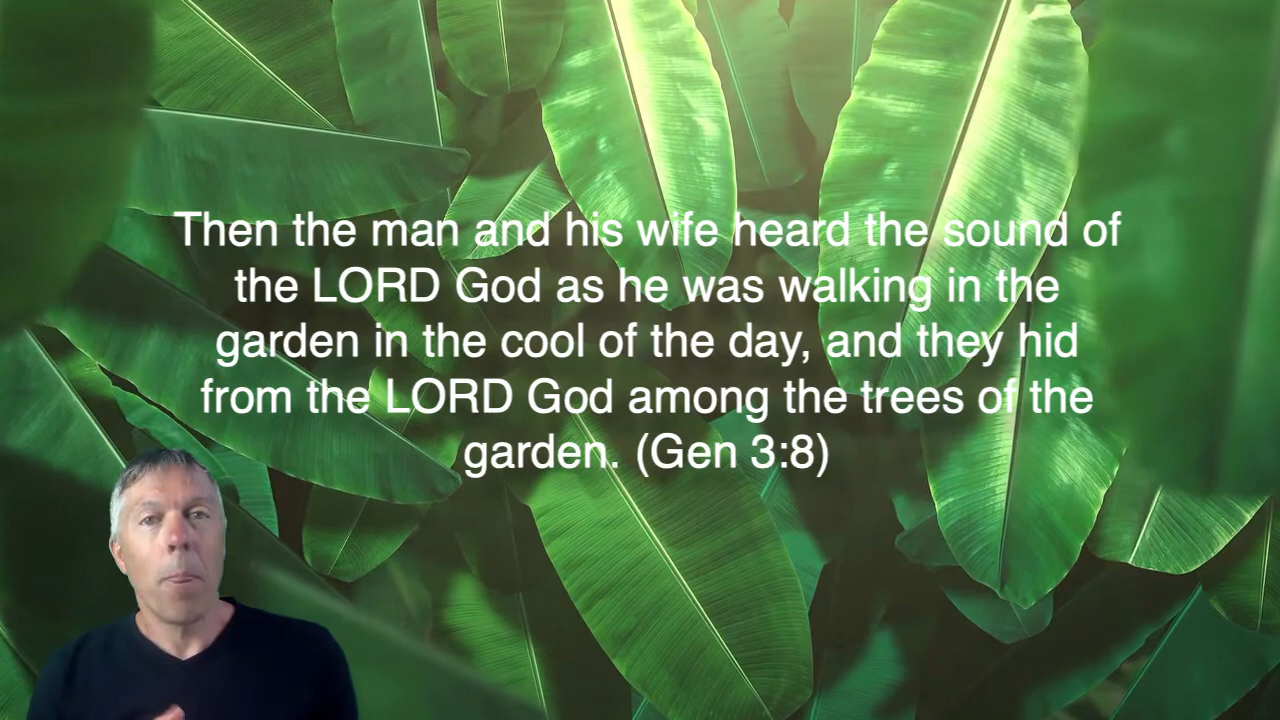 Then the man and his wife heard the sound of
the LORD God as he was walking in the
garden in the cool of the day, and they hid
from the LORD God among the trees of the
garden. (Gen 3:8)